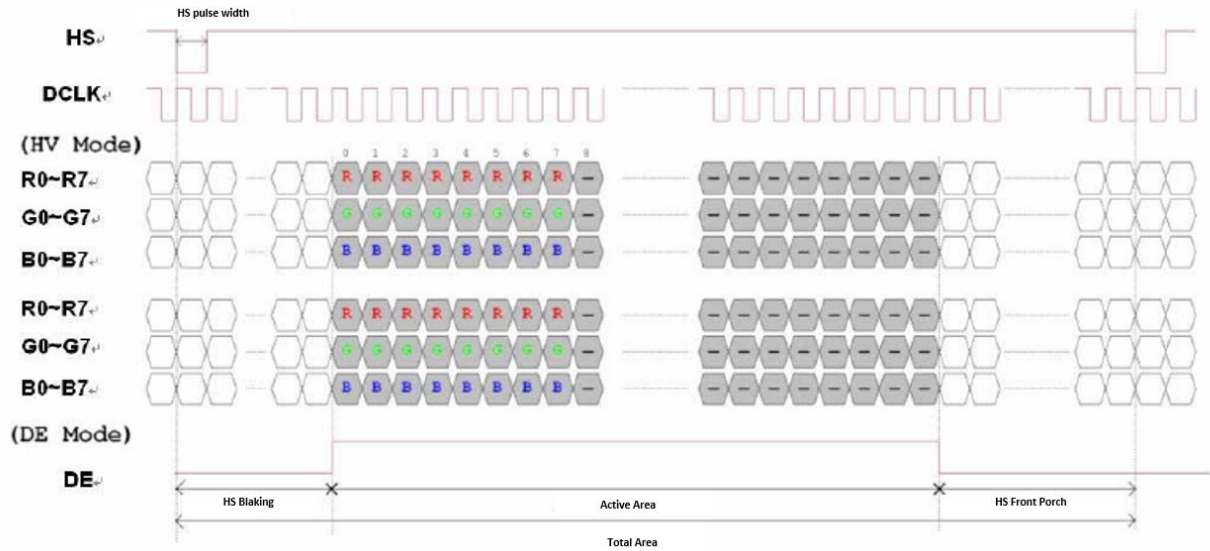 HS pulse width
HS↵
DCLK↵
(HV Mode)
0 1 2 3 4 5 6 7 8
R0~R7↵ R R R R R R R R – – – – – – – – –
G0~G7↵ G G G G G G G G – – – – – – – – –
B0~B7↵ B B B B B B B B – – – – – – – – –
R0~R7↵ R R R R R R R R – – – – – – – – –
G0~G7↵ G G G G G G G G – – – – – – – – –
B0~B7↵ B B B B B B B B – – – – – – – – –
(DE Mode)
DE↵
HS Blaking Active Area HS Front Porch
Total Area